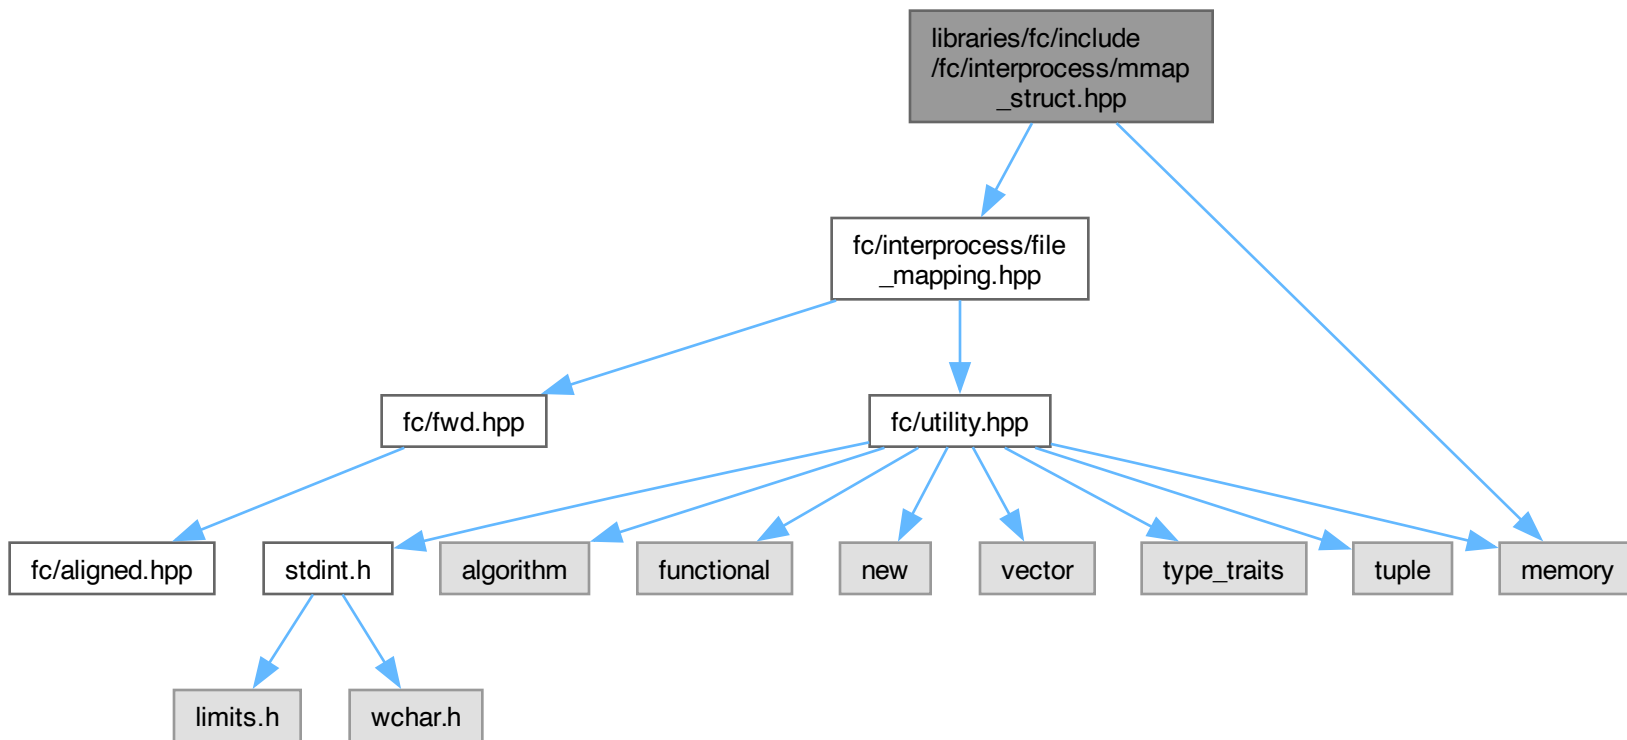 libraries/fc/include
/fc/interprocess/mmap
_struct.hpp
fc/interprocess/file
_mapping.hpp
fc/fwd.hpp
fc/utility.hpp
fc/aligned.hpp
stdint.h
algorithm
functional
new
vector
type_traits
tuple
memory
limits.h
wchar.h